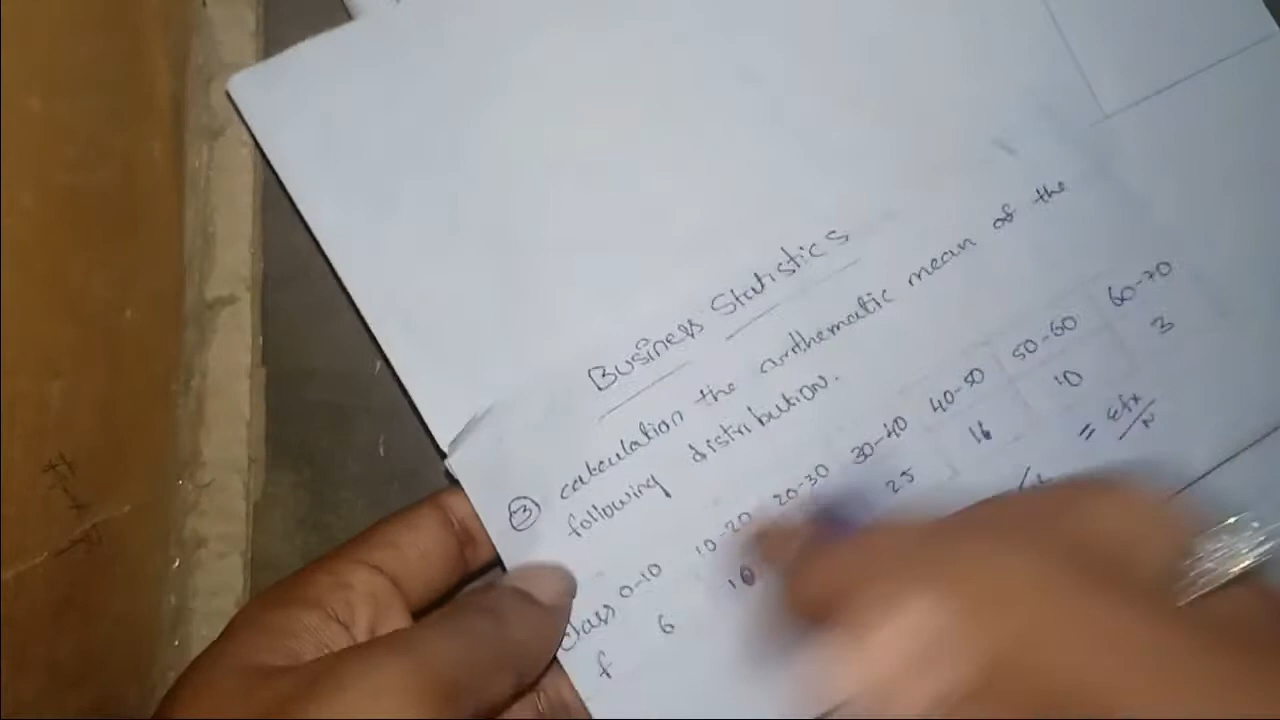 Business Statistics
③ calculation the arrthematic mean of the
following distribution.
Class 0-10 10-20 20-30 30-40 40-50 50-60 60-70
f 6 10 25 16 10 3
= Σfx
N